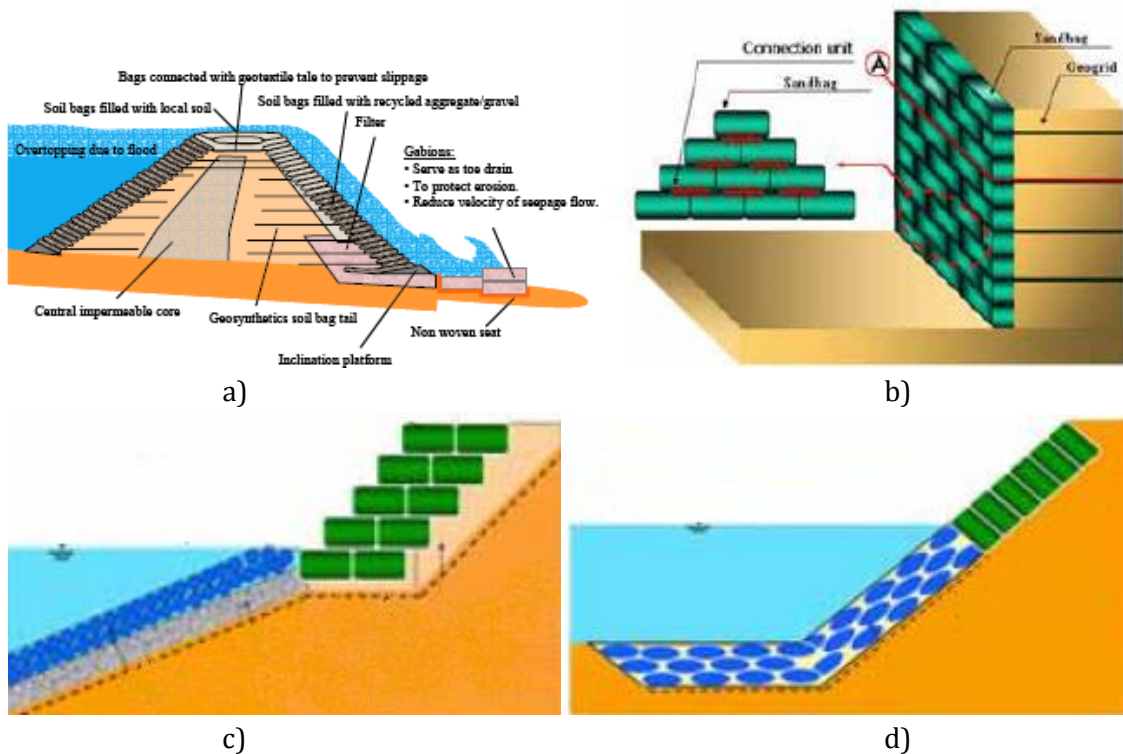 Bags connected with geotextile tale to prevent slippage
Soil bags filled with local soil
Soil bags filled with recycled aggregate/gravel
Filter
Overtopping due to flood
Gabions:
• Serve as toe drain
• To protect erosion.
• Reduce velocity of seepage flow.
Central impermeable core
Geosynthetics soil bag tail
Non woven seat
Inclination platform
a)
Connection unit
Sandbag
A
Sandbag
Geogrid
b)
c)
d)